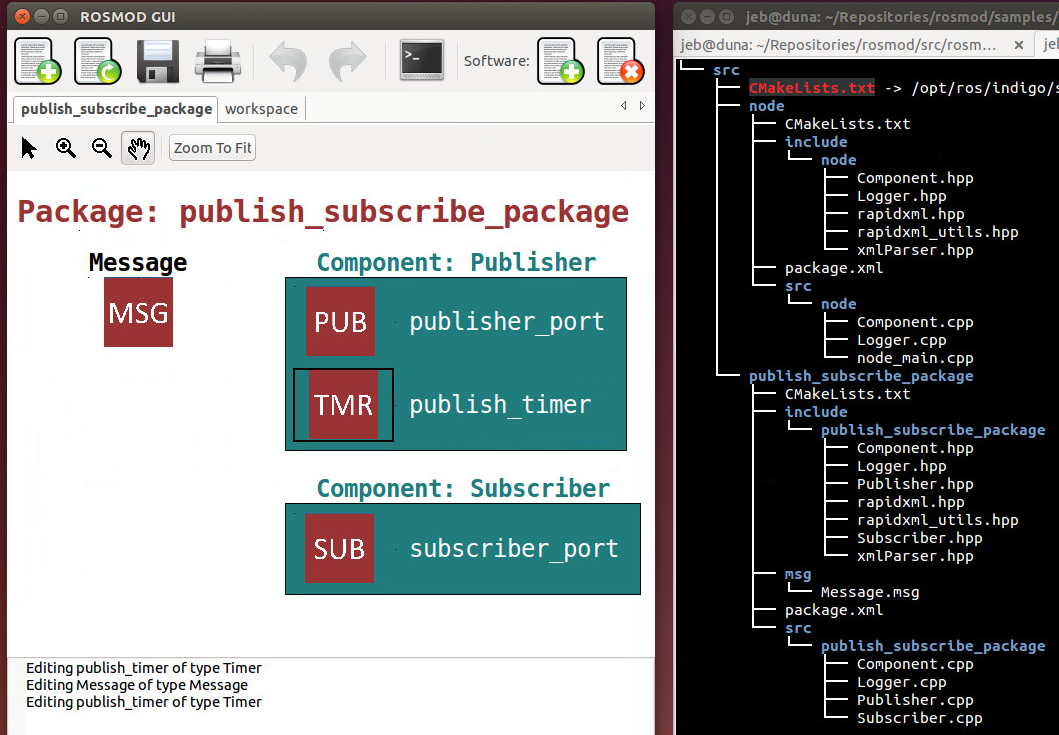 ROSMOD GUI
Software:
publish_subscribe_package
workspace
Zoom To Fit
Package: publish_subscribe_package
Message
MSG
Component: Publisher
PUB publisher_port
TMR publish_timer
Component: Subscriber
SUB subscriber_port
Editing publish_timer of type Timer
Editing Message of type Message
Editing publish_timer of type Timer
jeb@duna: ~/Repositories/rosmod/samples/
jeb@duna: ~/Repositories/rosmod/src/rosm... × je
src
CMakeLists.txt -> /opt/ros/indigo/s
node
CMakeLists.txt
include
node
Component.hpp
Logger.hpp
rapidxml.hpp
rapidxml_utils.hpp
xmlParser.hpp
package.xml
src
node
Component.cpp
Logger.cpp
node_main.cpp
publish_subscribe_package
CMakeLists.txt
include
publish_subscribe_package
Component.hpp
Logger.hpp
Publisher.hpp
rapidxml.hpp
rapidxml_utils.hpp
Subscriber.hpp
xmlParser.hpp
msg
Message.msg
package.xml
src
publish_subscribe_package
Component.cpp
Logger.cpp
Publisher.cpp
Subscriber.cpp